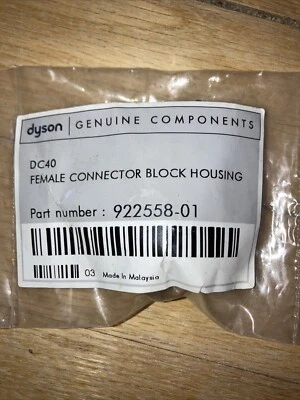 dyson GENUINE COMPONENTS
DC40
FEMALE CONNECTOR BLOCK HOUSING
Part number : 922558-01
03 Made In Malaysia